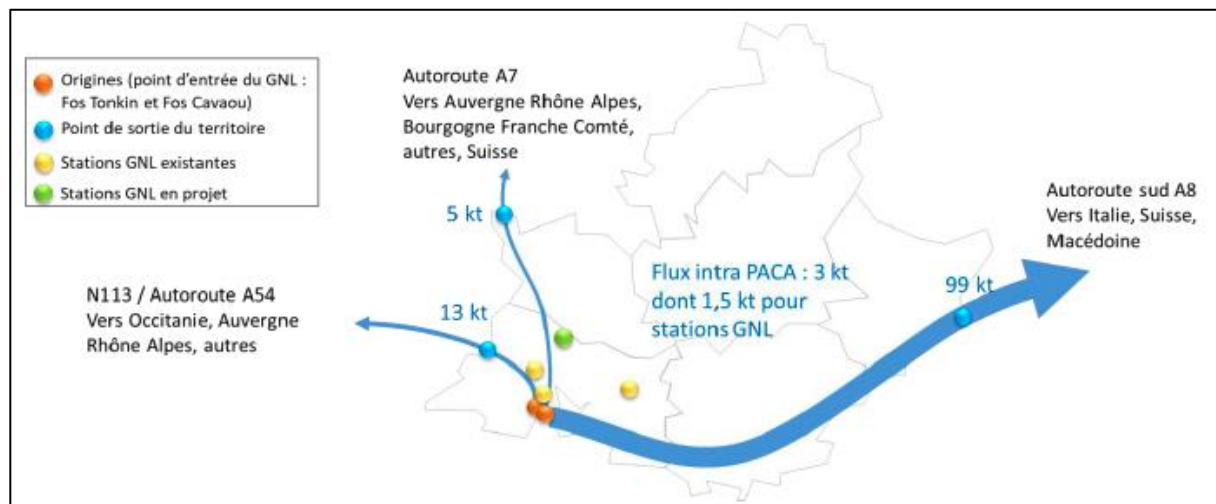 Origines (point d'entrée du GNL :
Fos Tonkin et Fos Cavaou)
Point de sortie du territoire
Stations GNL existantes
Stations GNL en projet
Autoroute A7
Vers Auvergne Rhône Alpes,
Bourgogne Franche Comté,
autres, Suisse
5 kt
Autoroute sud A8
Vers Italie, Suisse,
Macédoine
Flux intra PACA : 3 kt
dont 1,5 kt pour
stations GNL
99 kt
N113 / Autoroute A54
Vers Occitanie, Auvergne
Rhône Alpes, autres
13 kt